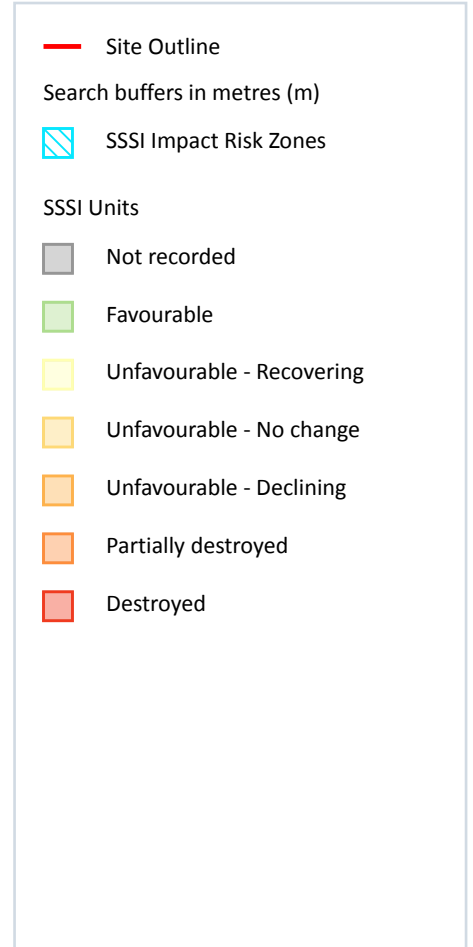 Site Outline
Search buffers in metres (m)
SSSI Impact Risk Zones
SSSI Units
Not recorded
Favourable
Unfavourable - Recovering
Unfavourable - No change
Unfavourable - Declining
Partially destroyed
Destroyed